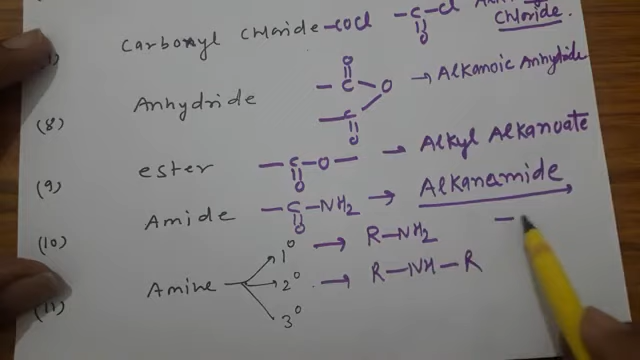 Carbonyl Chloride -COCl -C-Cl
O
Chloride.
(8) Anhydride -C- O -C- O O → Alkanoic Anhydride
(9) ester -C-O- O → Alkyl Alkanoate
(10) Amide -C-NH2 O → Alkanamide
(11) Amine 1° → R-NH2
2° → R-NH-R
3°